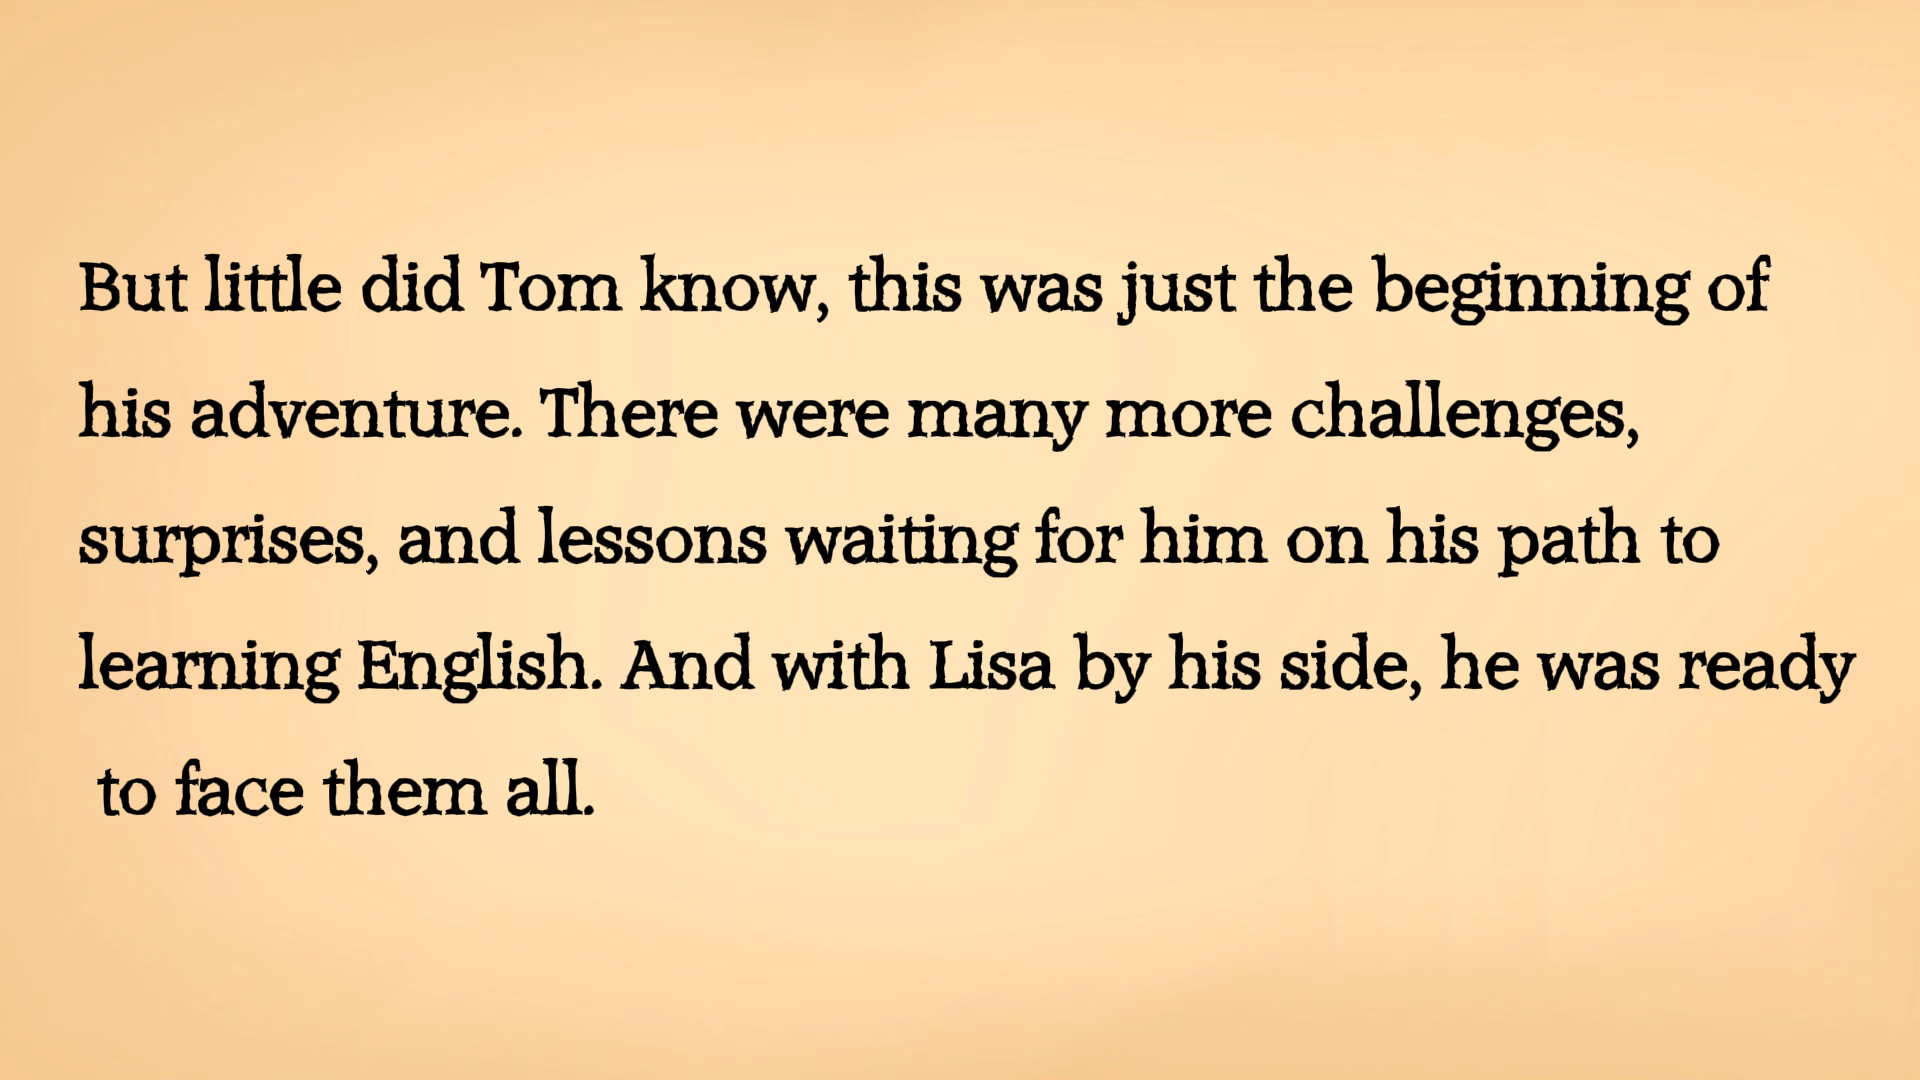 But little did Tom know, this was just the beginning of
his adventure. There were many more challenges,
surprises, and lessons waiting for him on his path to
learning English. And with Lisa by his side, he was ready
to face them all.